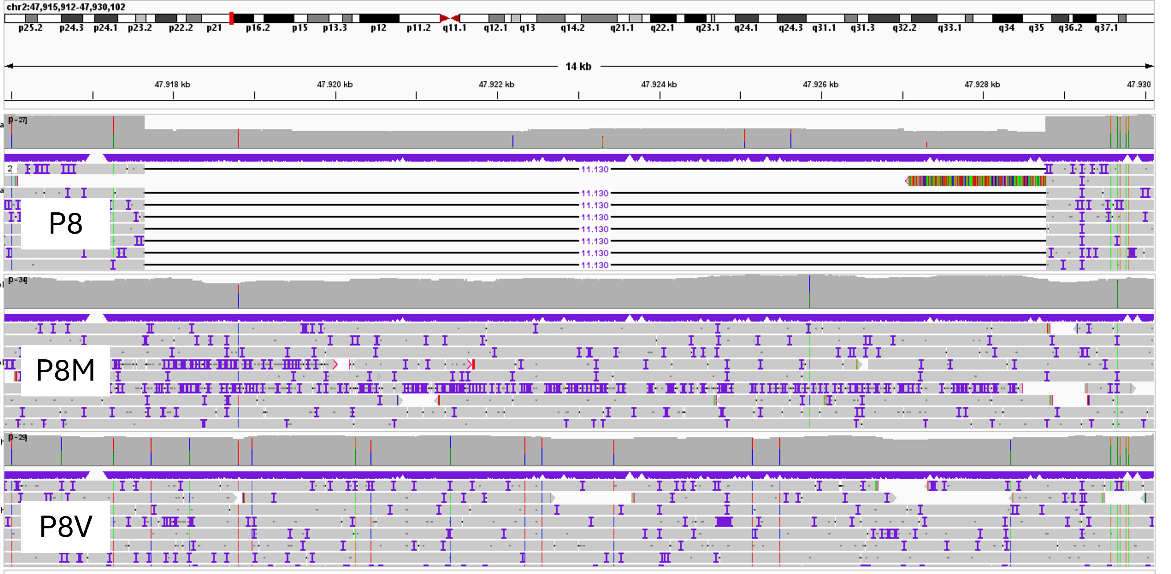 chr2:47,915,912-47,930,102
p25.2 p24.3 p24.1 p23.2 p22.2 p21 p16.2 p15 p13.3 p12 p11.2 q11.1 q12.1 q13 q14.2 q21.1 q22.1 q23.1 q24.1 q24.3 q31.1 q31.3 q32.2 q33.1 q34 q35 q36.2 q37.1
14 kb
47.918 kb 47.920 kb 47.922 kb 47.924 kb 47.926 kb 47.928 kb 47.930
2
11.130
11.130
11.130
11.130
11.130
11.130
11.130
11.130
P8
P8M
P8V